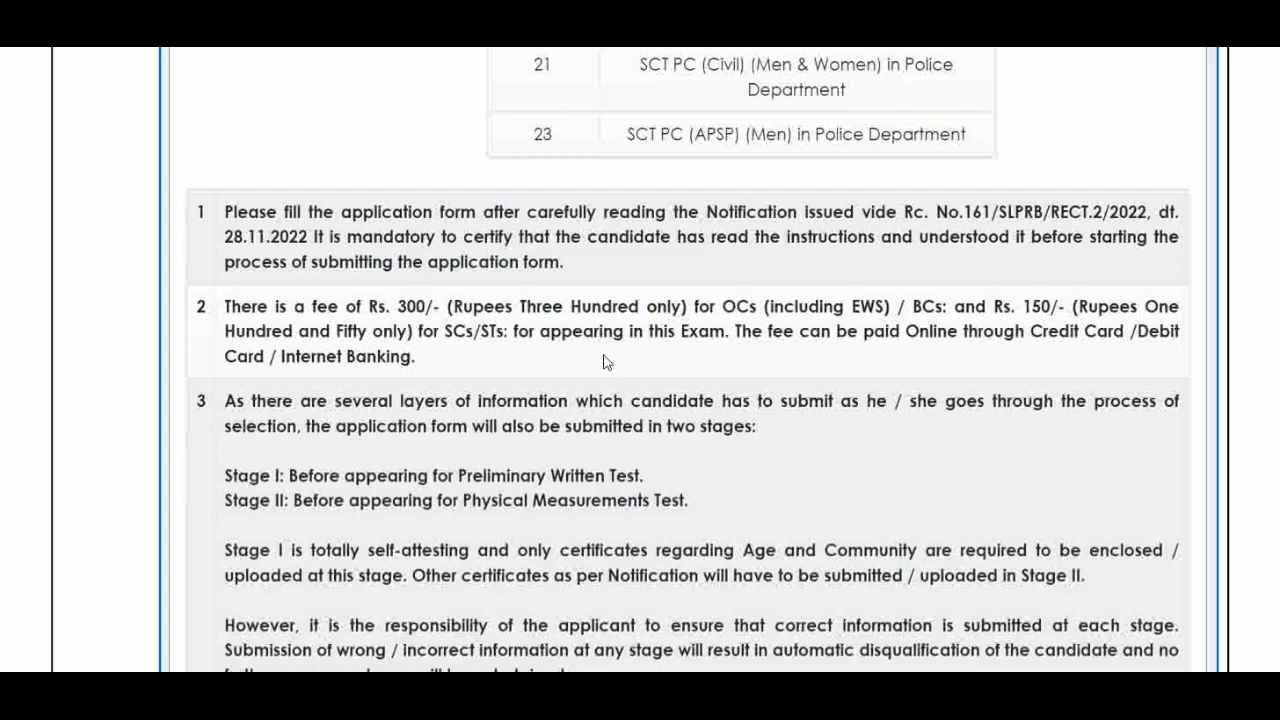 21 SCT PC (Civil) (Men & Women) in Police
Department
23 SCT PC (APSP) (Men) in Police Department
1 Please fill the application form after carefully reading the Notification issued vide Rc. No.161/SLPRB/RECT.2/2022, dt.
28.11.2022 It is mandatory to certify that the candidate has read the instructions and understood it before starting the
process of submitting the application form.
2 There is a fee of Rs. 300/- (Rupees Three Hundred only) for OCs (including EWS) / BCs: and Rs. 150/- (Rupees One
Hundred and Fifty only) for SCs/STs: for appearing in this Exam. The fee can be paid Online through Credit Card /Debit
Card / Internet Banking.
3 As there are several layers of information which candidate has to submit as he / she goes through the process of
selection, the application form will also be submitted in two stages:
Stage I: Before appearing for Preliminary Written Test.
Stage II: Before appearing for Physical Measurements Test.
Stage I is totally self-attesting and only certificates regarding Age and Community are required to be enclosed /
uploaded at this stage. Other certificates as per Notification will have to be submitted / uploaded in Stage II.
However, it is the responsibility of the applicant to ensure that correct information is submitted at each stage.
Submission of wrong / incorrect information at any stage will result in automatic disqualification of the candidate and no